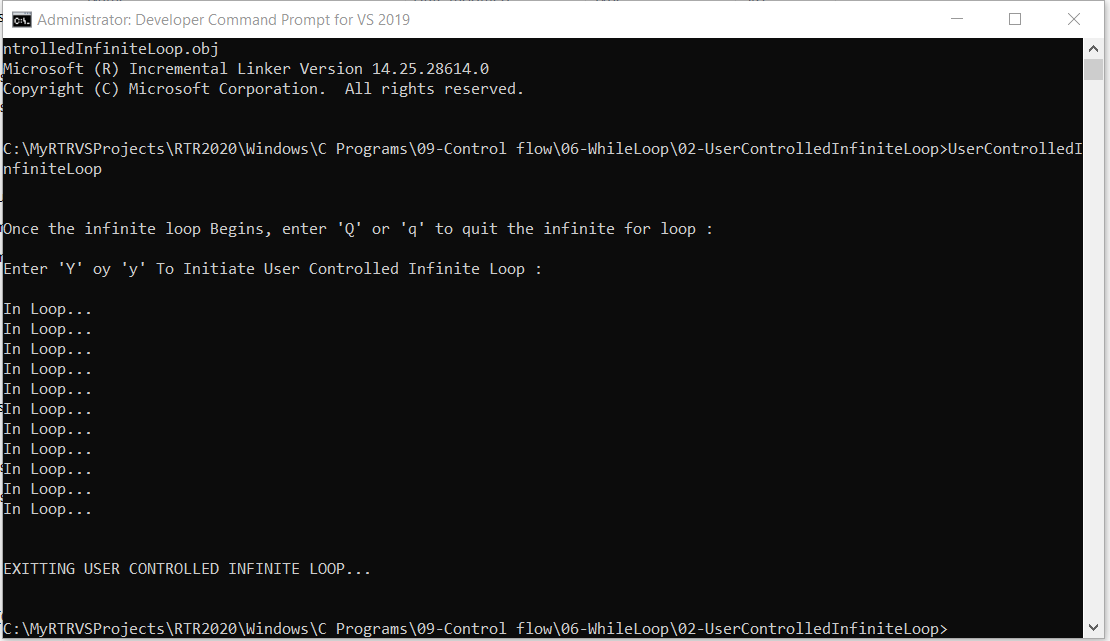 Administrator: Developer Command Prompt for VS 2019
ntrolledInfiniteLoop.obj
Microsoft (R) Incremental Linker Version 14.25.28614.0
Copyright (C) Microsoft Corporation.  All rights reserved.
C:\MyRTRVSProjects\RTR2020\Windows\C Programs\09-Control flow\06-WhileLoop\02-UserControlledInfiniteLoop>UserControlledI
nfiniteLoop
Once the infinite loop Begins, enter 'Q' or 'q' to quit the infinite for loop :
Enter 'Y' oy 'y' To Initiate User Controlled Infinite Loop :
In Loop...
In Loop...
In Loop...
In Loop...
In Loop...
In Loop...
In Loop...
In Loop...
In Loop...
In Loop...
In Loop...
EXITTING USER CONTROLLED INFINITE LOOP...
C:\MyRTRVSProjects\RTR2020\Windows\C Programs\09-Control flow\06-WhileLoop\02-UserControlledInfiniteLoop>